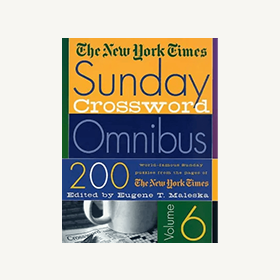 The New York Times
Sunday
Crossword
Omnibus
200
World-famous Sunday
puzzles from the pages of
The New York Times
Edited by Eugene T. Maleska
Volume 6